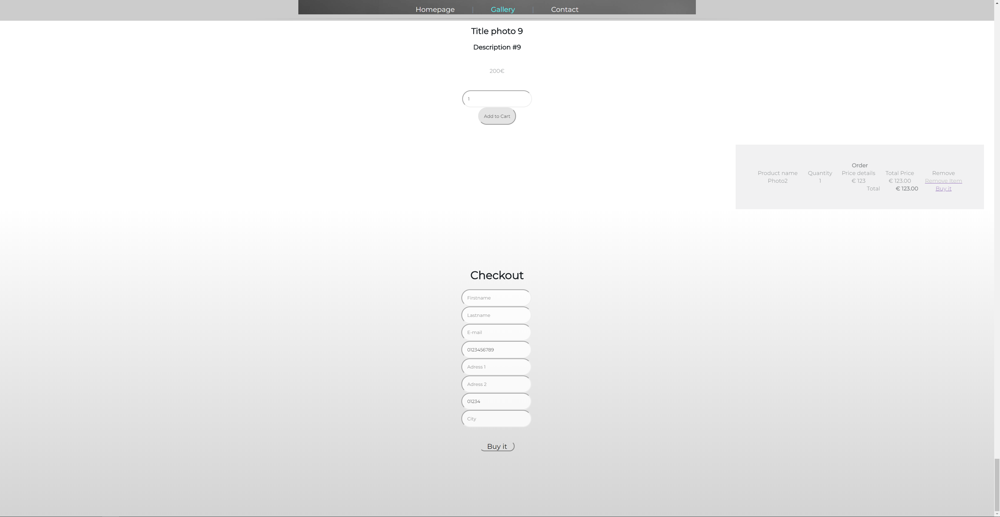 Homepage | Gallery | Contact
Title photo 9
Description #9
200€
1
Add to Cart
Order
Product name Quantity Price details Total Price Remove
Photo2 1 € 123 € 123.00 Remove Item
Total € 123.00 Buy it
Checkout
Firstname
Lastname
E-mail
0123456789
Adress 1
Adress 2
01234
City
Buy it